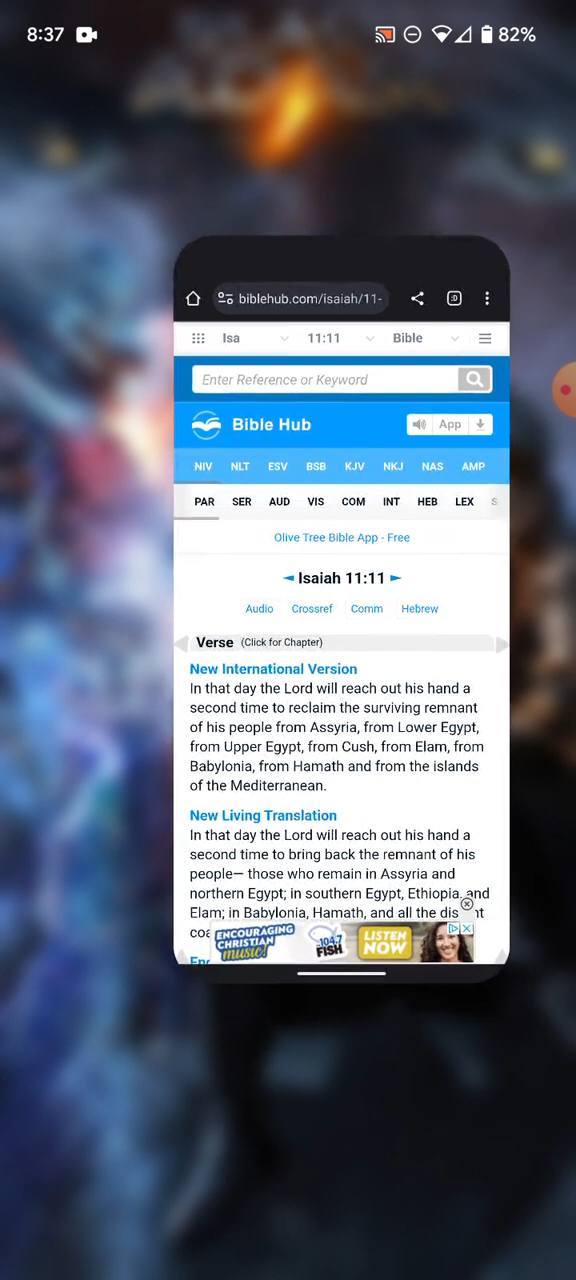 8:37
82%
biblehub.com/isaiah/11-
:D
Isa 11:11 Bible
Enter Reference or Keyword
Bible Hub
App
NIV NLT ESV BSB KJV NKJ NAS AMP
PAR SER AUD VIS COM INT HEB LEX S
Olive Tree Bible App - Free
◄ Isaiah 11:11 ►
Audio Crossref Comm Hebrew
Verse (Click for Chapter)
New International Version
In that day the Lord will reach out his hand a
second time to reclaim the surviving remnant
of his people from Assyria, from Lower Egypt,
from Upper Egypt, from Cush, from Elam, from
Babylonia, from Hamath and from the islands
of the Mediterranean.
New Living Translation
In that day the Lord will reach out his hand a
second time to bring back the remnant of his
people— those who remain in Assyria and
northern Egypt; in southern Egypt, Ethiopia, and
Elam; in Babylonia, Hamath, and all the dis nt
coa
ENCOURAGING
CHRISTIAN
music!
104.7
FISH
LISTEN
NOW